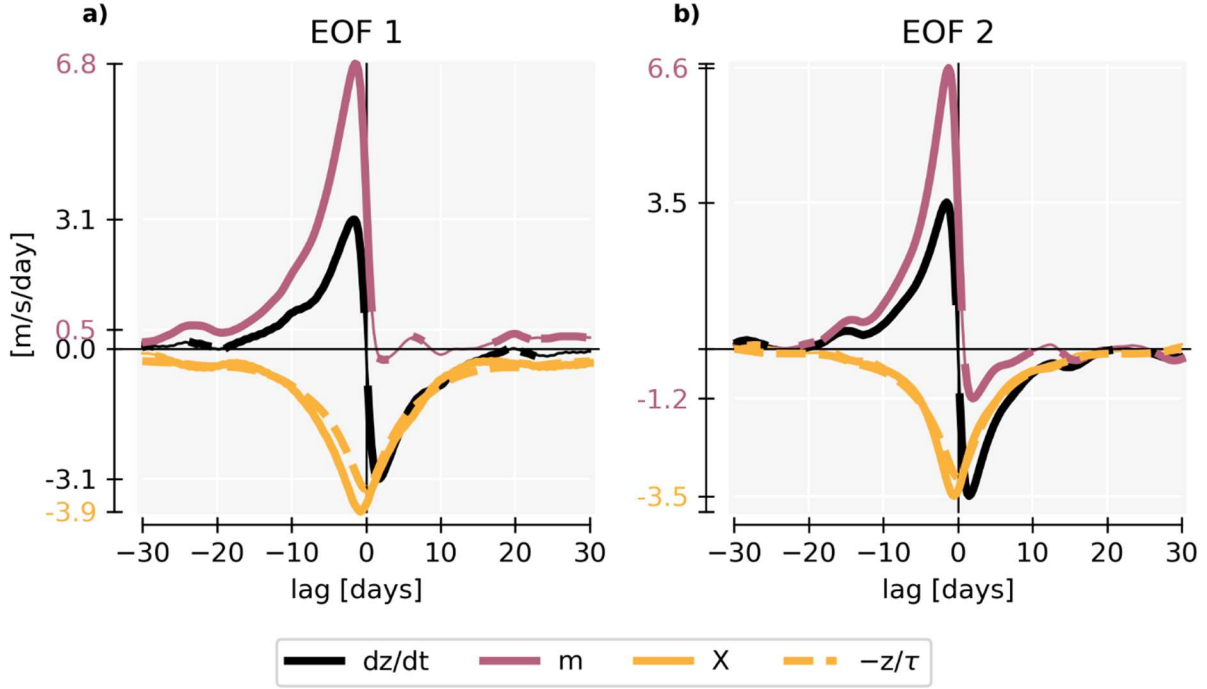 a)
EOF 1
6.8
3.1
0.5
0.0
-3.1
-3.9
[m/s/day]
−30 −20 −10 0 10 20 30
lag [days]
b)
EOF 2
6.6
3.5
-1.2
-3.5
−30 −20 −10 0 10 20 30
lag [days]
dz/dt m X −z/τ